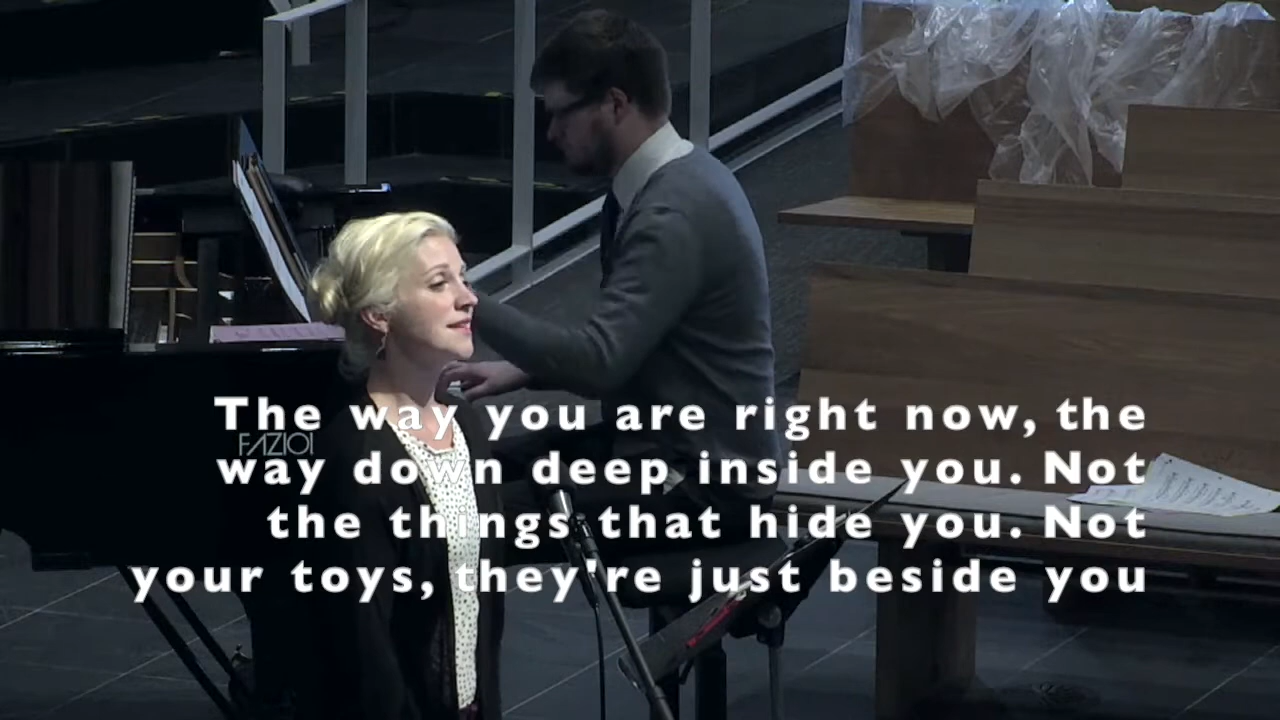 The way you are right now, the
FAZIOLI
way down deep inside you. Not
the things that hide you. Not
your toys, they're just beside you